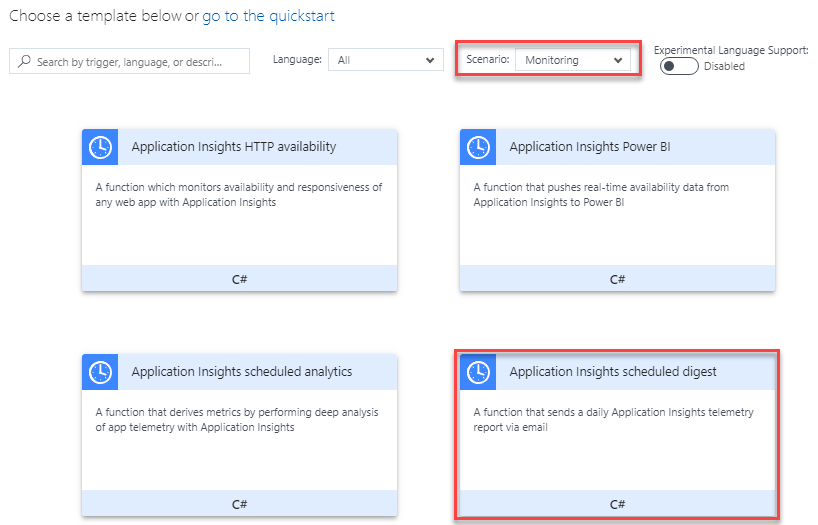 Choose a template below or go to the quickstart
Search by trigger, language, or descri...
Language: All
Scenario: Monitoring
Experimental Language Support:
Disabled
Application Insights HTTP availability
A function which monitors availability and responsiveness of
any web app with Application Insights
C#
Application Insights Power BI
A function that pushes real-time availability data from
Application Insights to Power BI
C#
Application Insights scheduled analytics
A function that derives metrics by performing deep analysis
of app telemetry with Application Insights
C#
Application Insights scheduled digest
A function that sends a daily Application Insights telemetry
report via email
C#